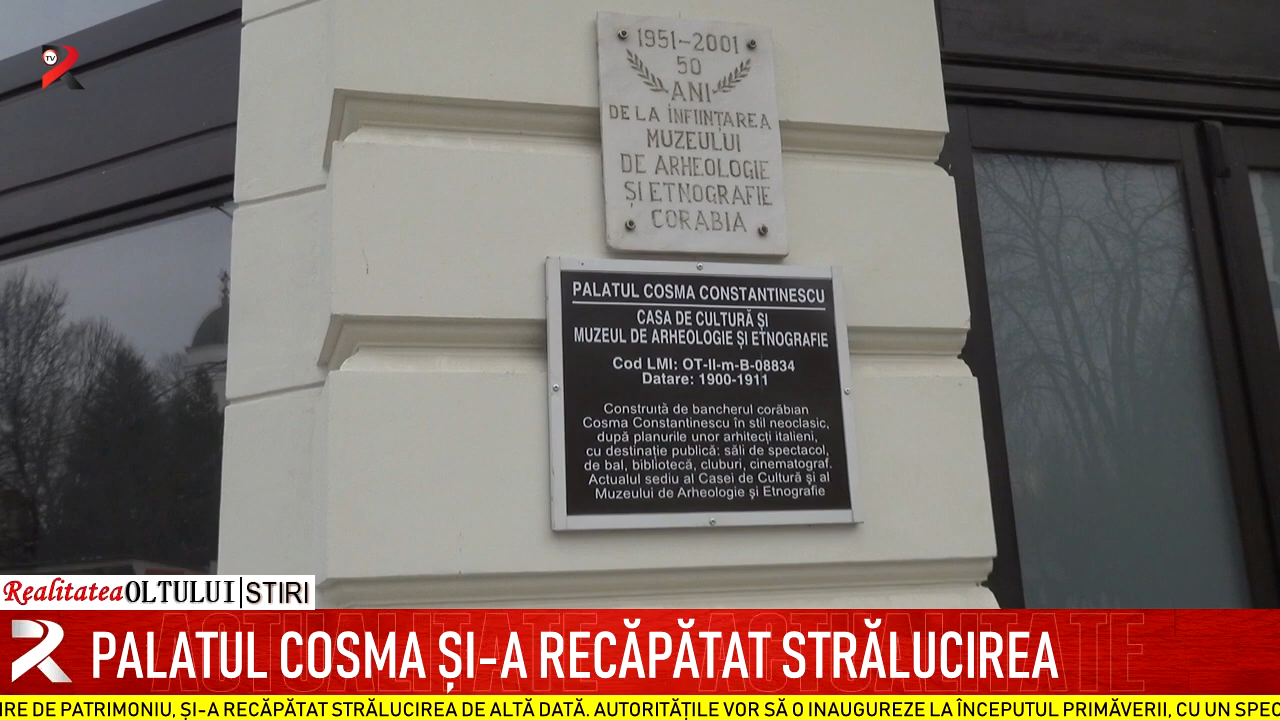 TV
1951-2001
50
ANI
DE LA ÎNFIINȚAREA
MUZEULUI
DE ARHEOLOGIE
ȘI ETNOGRAFIE
CORABIA
PALATUL COSMA CONSTANTINESCU
CASA DE CULTURĂ ȘI
MUZEUL DE ARHEOLOGIE ȘI ETNOGRAFIE
Cod LMI: OT-II-m-B-08834
Datare: 1900-1911
Construită de bancherul corăbian
Cosma Constantinescu în stil neoclasic,
după planurile unor arhitecți italieni,
cu destinație publică: săli de spectacol,
de bal, bibliotecă, cluburi, cinematograf.
Actualul sediu al Casei de Cultură și al
Muzeului de Arheologie și Etnografie
Realitatea OLTULUI|STIRI
ACTUALITATE ACTUALITATE
PALATUL COSMA ȘI-A RECĂPĂTAT STRĂLUCIREA
IRE DE PATRIMONIU, ȘI-A RECĂPĂTAT STRĂLUCIREA DE ALTĂ DATĂ. AUTORITĂȚILE VOR SĂ O INAUGUREZE LA ÎNCEPUTUL PRIMĂVERII, CU UN SPEC